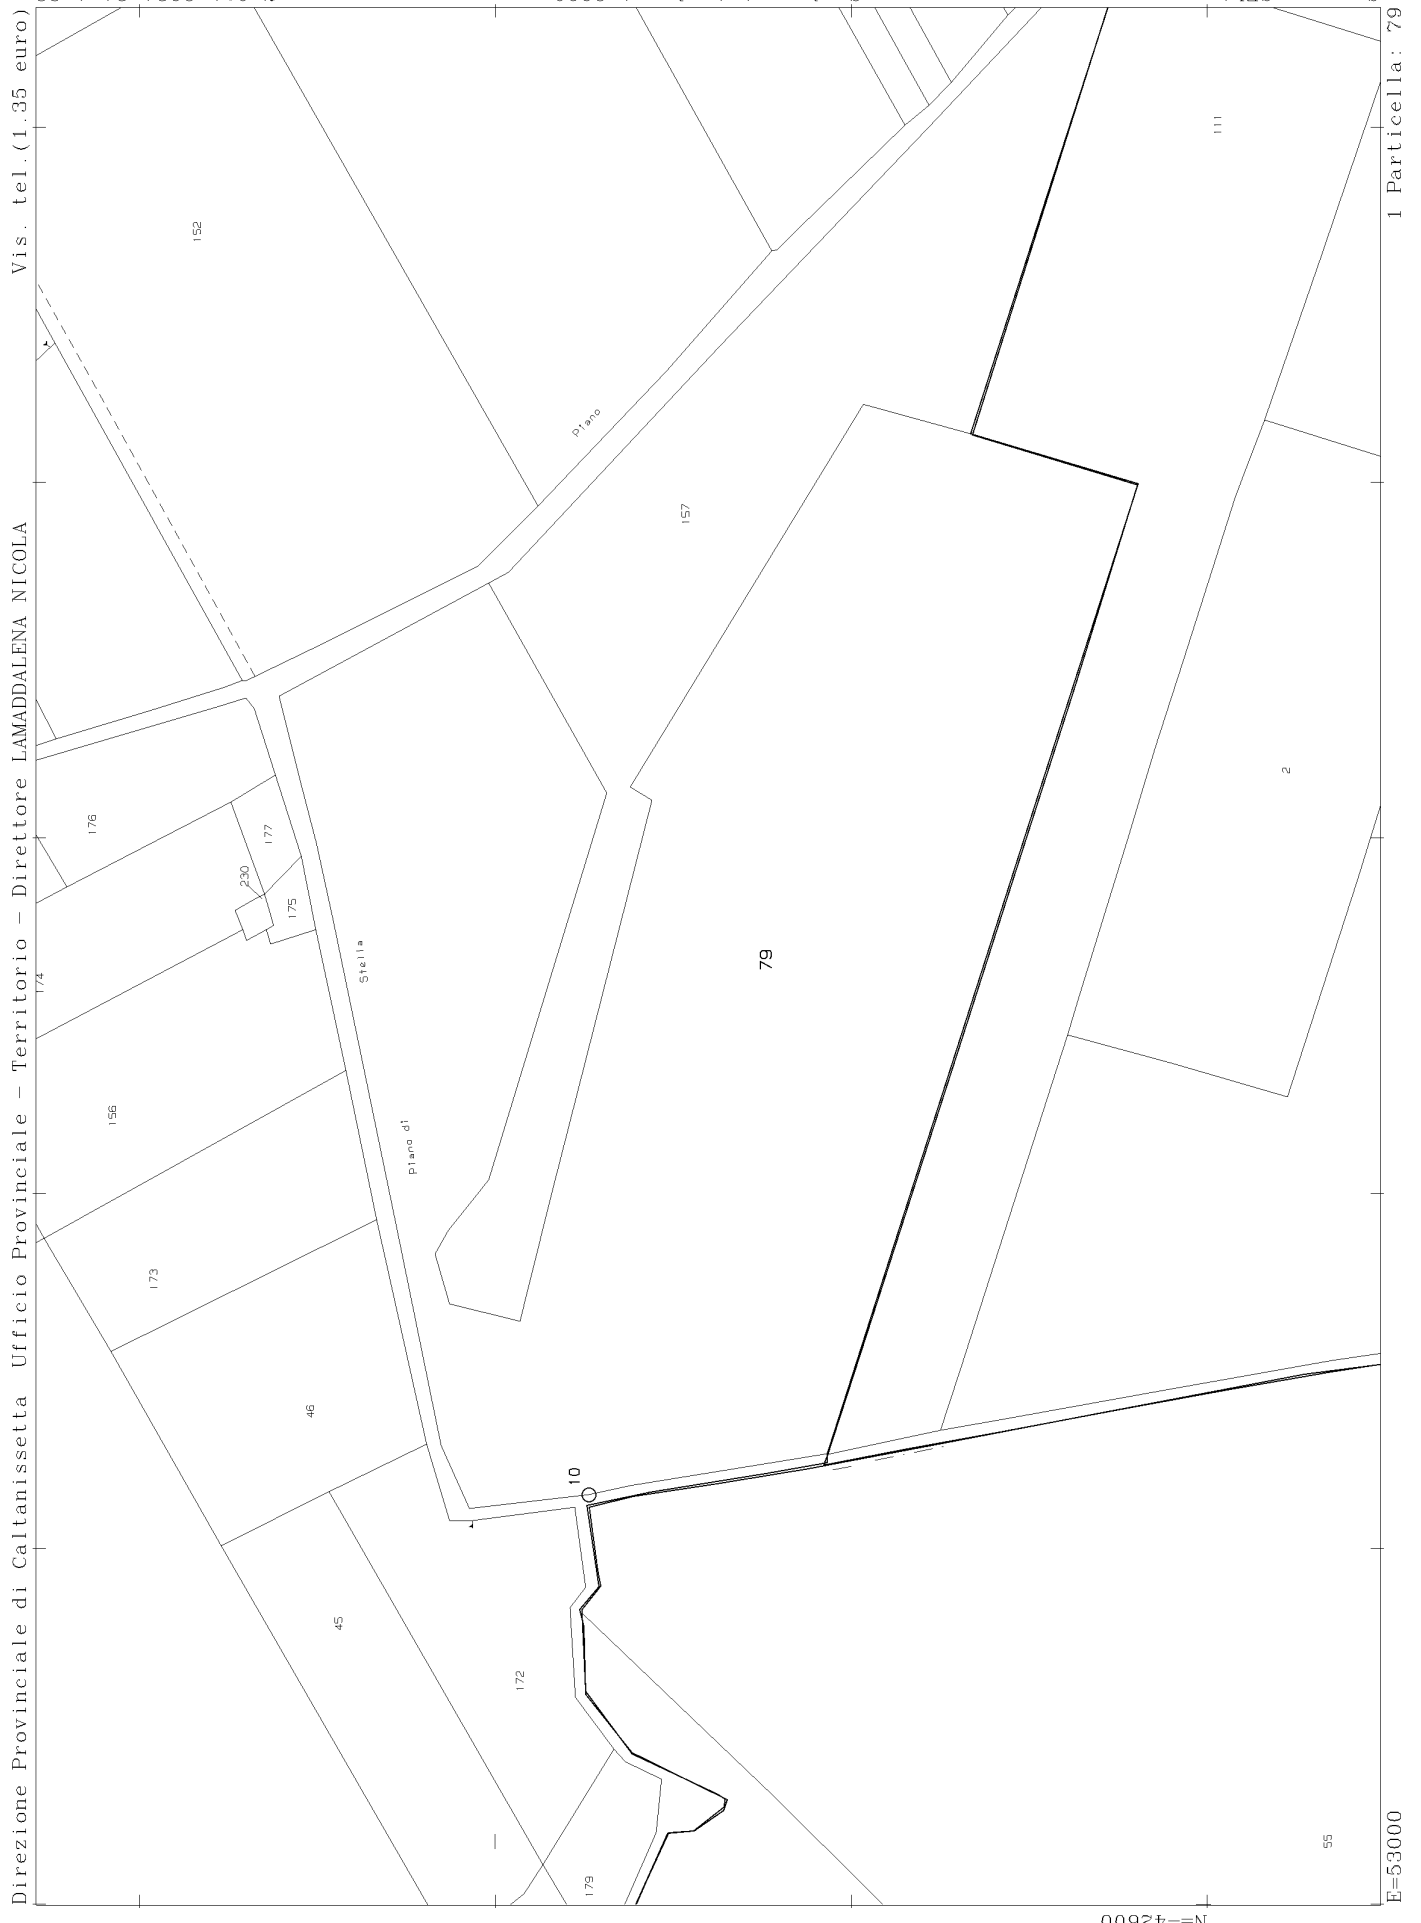 Direzione Provinciale di Caltanissetta Ufficio Provinciale - Territorio - Direttore LAMADDALENA NICOLA
Vis. tel. (1.35 euro)
152
Piano
111
157
176
177
230
175
174
Stella
2
79
156
Piano di
173
46
10
45
172
179
55
N=-42600
E=53000
1 Particella: 79